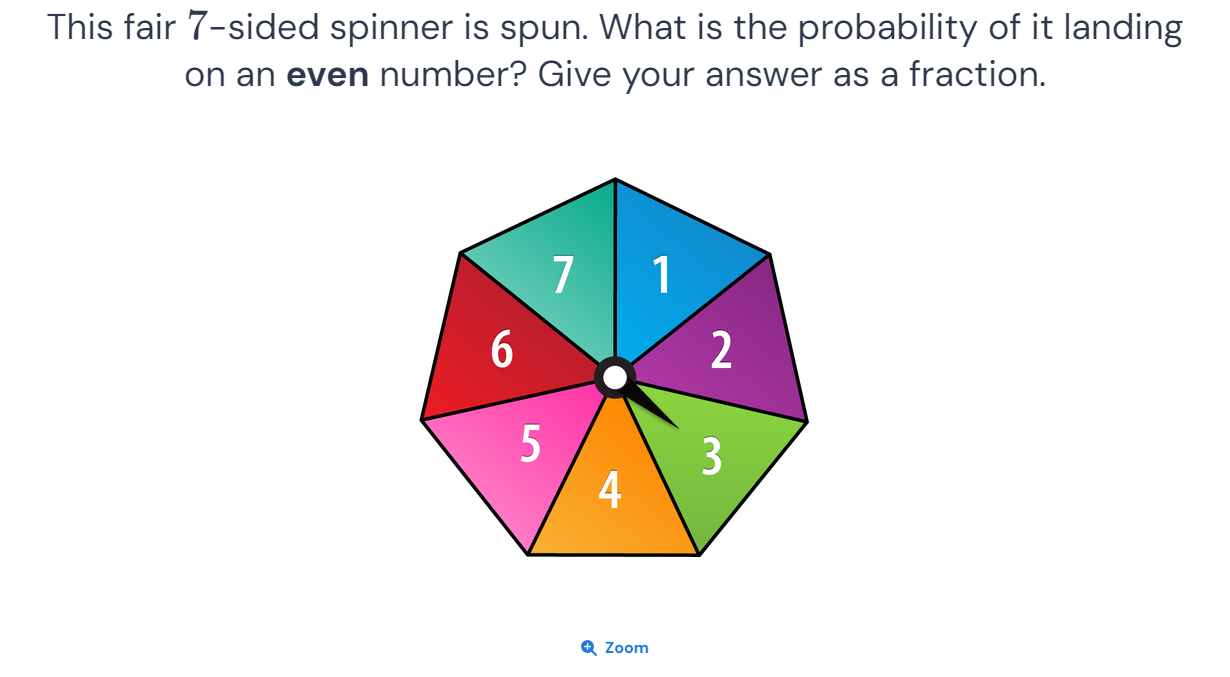 This fair 7-sided spinner is spun. What is the probability of it landing
on an even number? Give your answer as a fraction.
7 1
6 2
5 3
4
Zoom